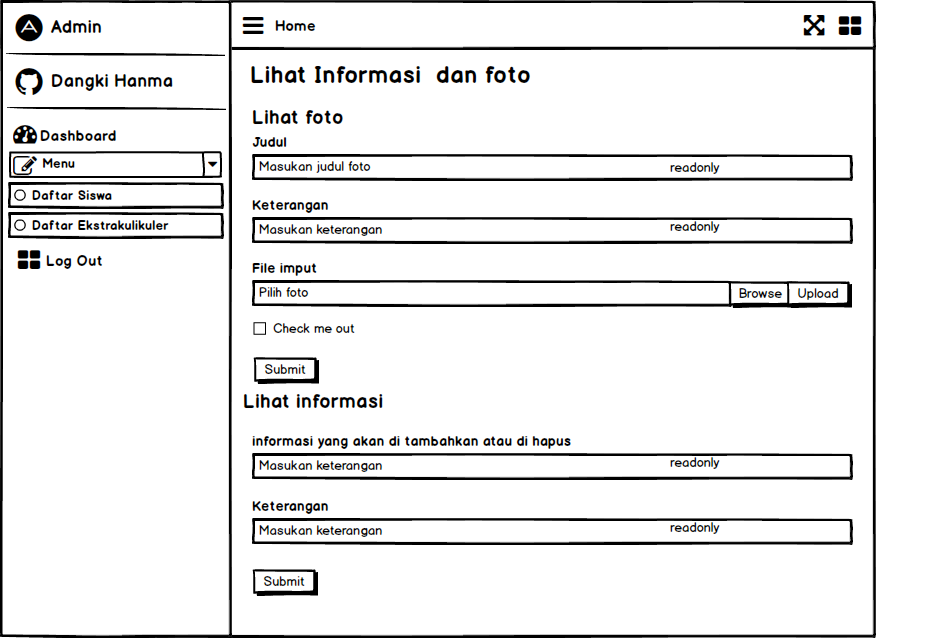 Admin
Dangki Hanma
Dashboard
Menu
Daftar Siswa
Daftar Ekstrakulikuler
Log Out
Home
Lihat Informasi dan foto
Lihat foto
Judul
Masukan judul foto readonly
Keterangan
Masukan keterangan readonly
File imput
Pilih foto Browse Upload
Check me out
Submit
Lihat informasi
informasi yang akan di tambahkan atau di hapus
Masukan keterangan readonly
Keterangan
Masukan keterangan readonly
Submit